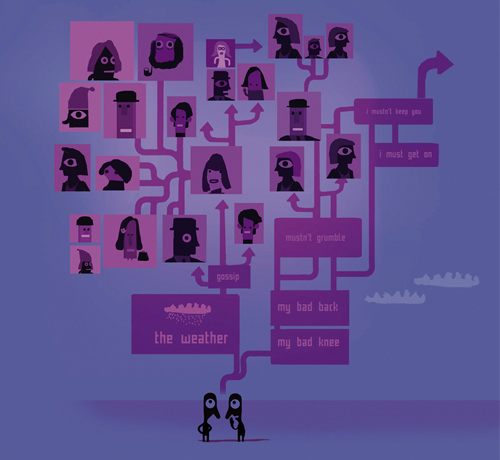 i mustn't keep you
i must get on
mustn't grumble
gossip
my bad back
the weather
my bad knee